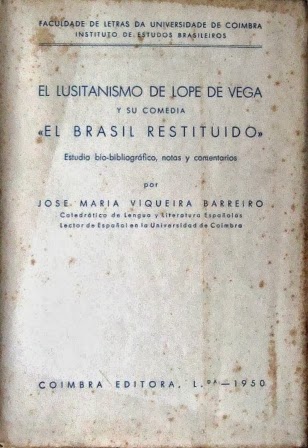 FACULDADE DE LETRAS DA UNIVERSIDADE DE COIMBRA
INSTITUTO DE ESTUDOS BRASILEIROS
EL LUSITANISMO DE LOPE DE VEGA
Y SU COMEDIA
«EL BRASIL RESTITUIDO»
Estudio bio-bibliográfico, notas y comentarios
por
JOSE MARIA VIQUEIRA BARREIRO
Catedrático de Lengua y Literatura Españolas
Lector de Español en la Universidad de Coimbra
COIMBRA EDITORA, L.DA—1950